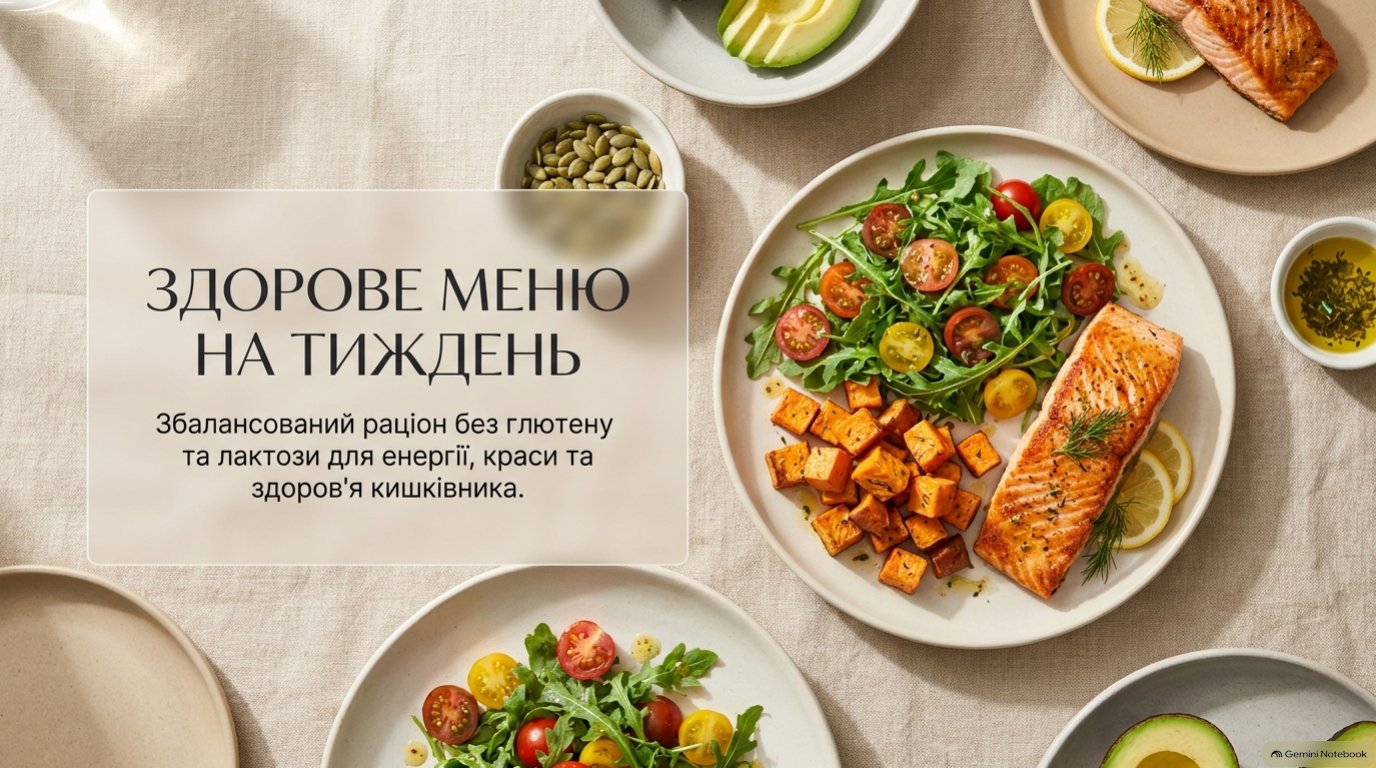 ЗДОРОВЕ МЕНЮ
НА ТИЖДЕНЬ
Збалансований раціон без глютену
та лактози для енергії, краси та
здоров'я кишківника.
Gemini Notebook